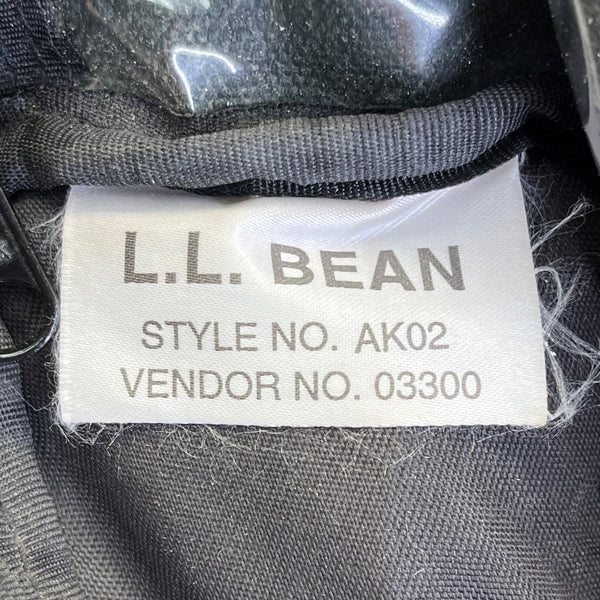 L.L. BEAN
STYLE NO. AK02
VENDOR NO. 03300